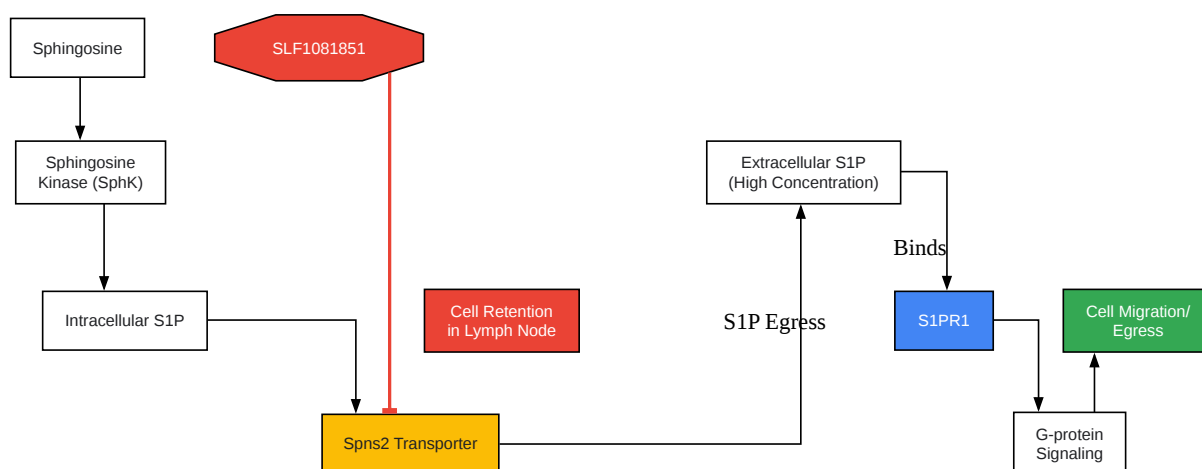 Sphingosine
SLF1081851
Sphingosine
Kinase (SphK)
Extracellular S1P
(High Concentration)
Binds
Intracellular S1P
Cell Retention
in Lymph Node
S1P Egress
S1PR1
Cell Migration/
Egress
Spns2 Transporter
G-protein
Signaling